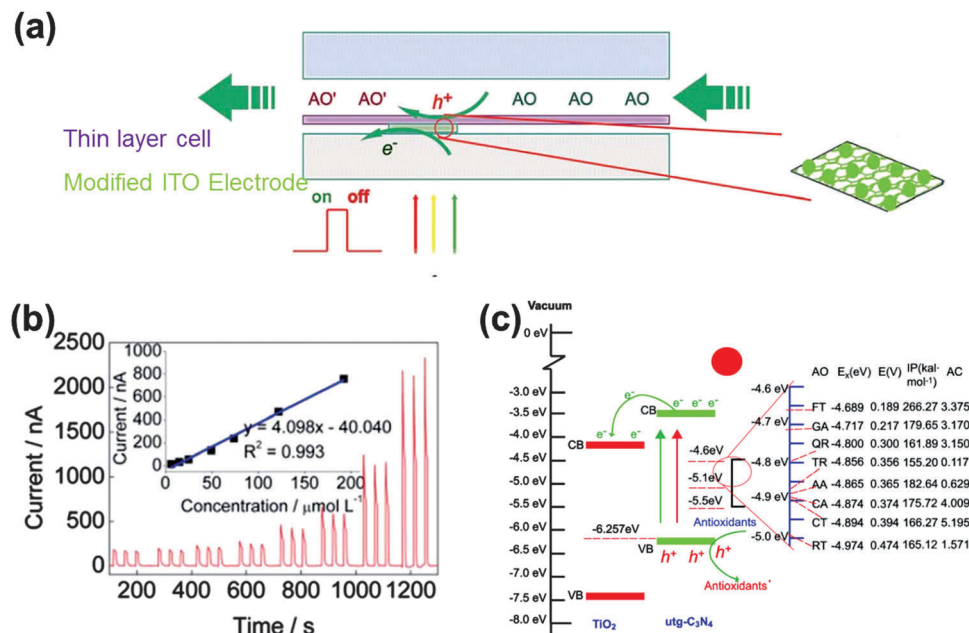 (a)
AO' AO' h+ AO AO AO
e-
Thin layer cell
Modified ITO Electrode
on off
(b)
Current / nA
2500
2000
1500
1000
500
0
200 400 600 800 1000 1200
Time / s
Current / nA
1000
800
600
400
200
0
0 50 100 150 200
Concentration / μmol L⁻¹
y = 4.098x - 40.040
R² = 0.993
(c)
Vacuum
0 eV
-3.0 eV
-3.5 eV
-4.0 eV
-4.5 eV
-5.0 eV
-5.5 eV
-6.0 eV
-6.5 eV
-7.0 eV
-7.5 eV
-8.0 eV
e-
CB e- e- e-
CB e- e-
-4.6eV
-5.1eV
-5.5eV
Antioxidants
-6.257eV
VB h+ h+ h+
Antioxidants'
VB
TiO₂ utg-C₃N₄
-4.6 eV
-4.7 eV
-4.8 eV
-4.9 eV
-5.0 eV
AO Eₓ(eV) E(V) IP(kal·mol⁻¹) AC
FT -4.689 0.189 266.27 3.375
GA -4.717 0.217 179.65 3.170
QR -4.800 0.300 161.89 3.150
TR -4.856 0.356 155.20 0.117
AA -4.865 0.365 182.64 0.629
CA -4.874 0.374 175.72 4.009
CT -4.894 0.394 166.27 5.195
RT -4.974 0.474 165.12 1.571